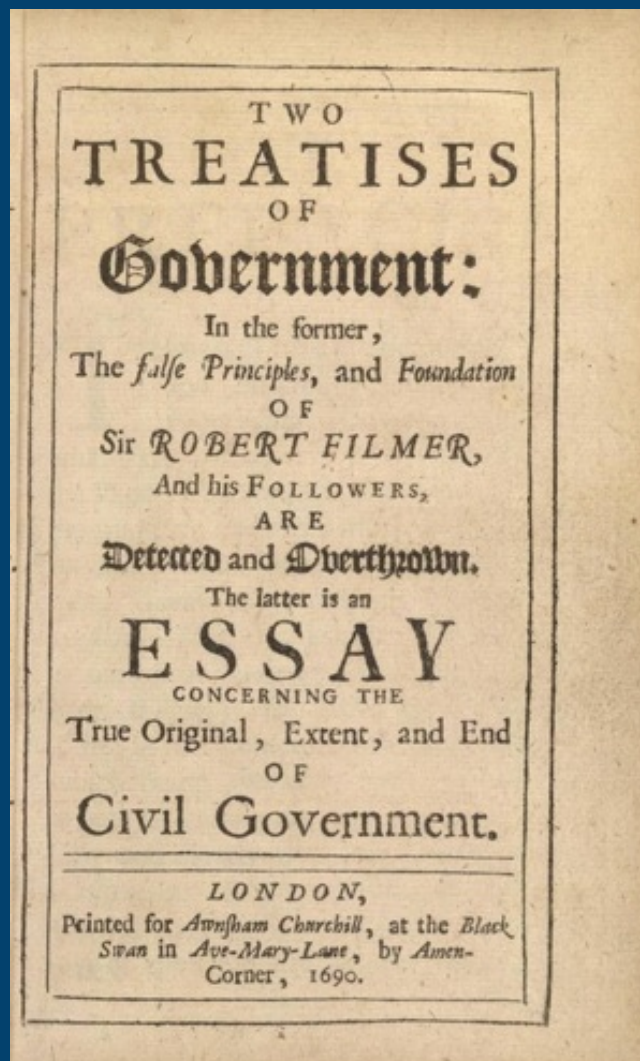 TWO
TREATISES
OF
Government:
In the former,
The false Principles, and Foundation
OF
Sir ROBERT FILMER,
And his FOLLOWERS,
ARE
Detected and Overthrown.
The latter is an
ESSAY
CONCERNING THE
True Original, Extent, and End
OF
Civil Government.
LONDON,
Printed for Awnsham Churchill, at the Black
Swan in Ave-Mary-Lane, by Amen-
Corner, 1690.